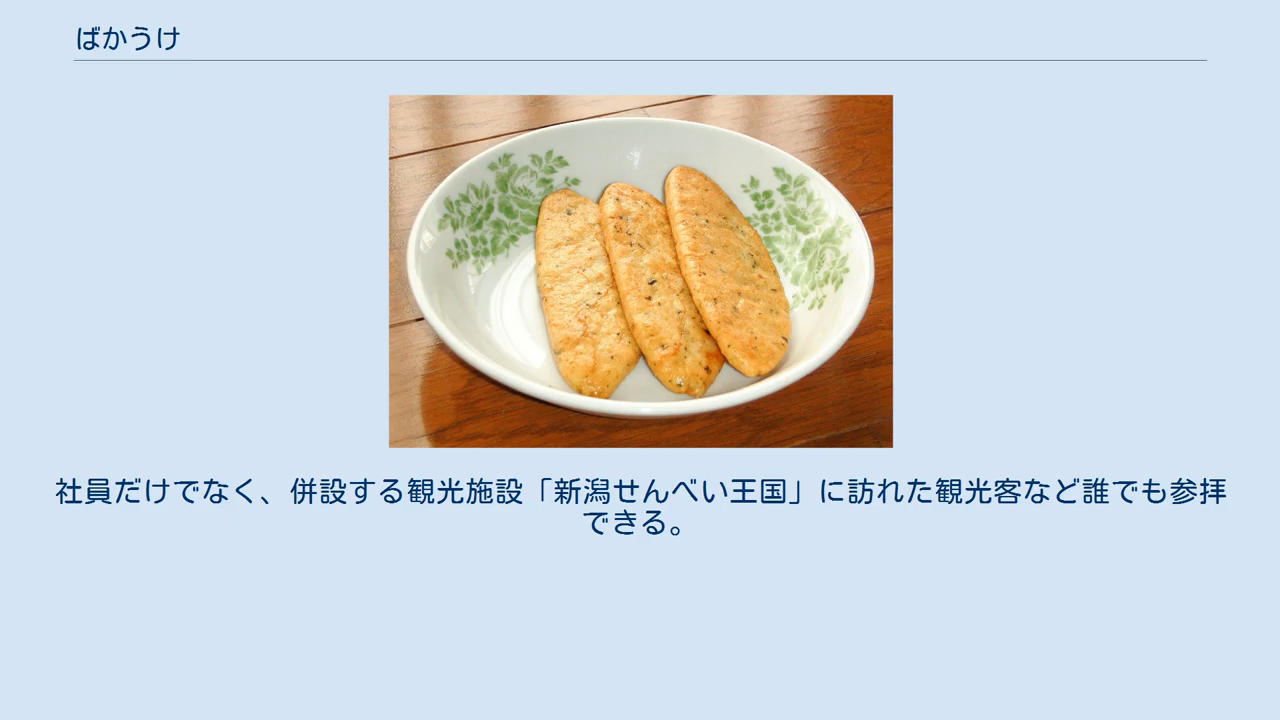 ばかうけ
社員だけでなく、併設する観光施設「新潟せんべい王国」に訪れた観光客など誰でも参拝
できる。